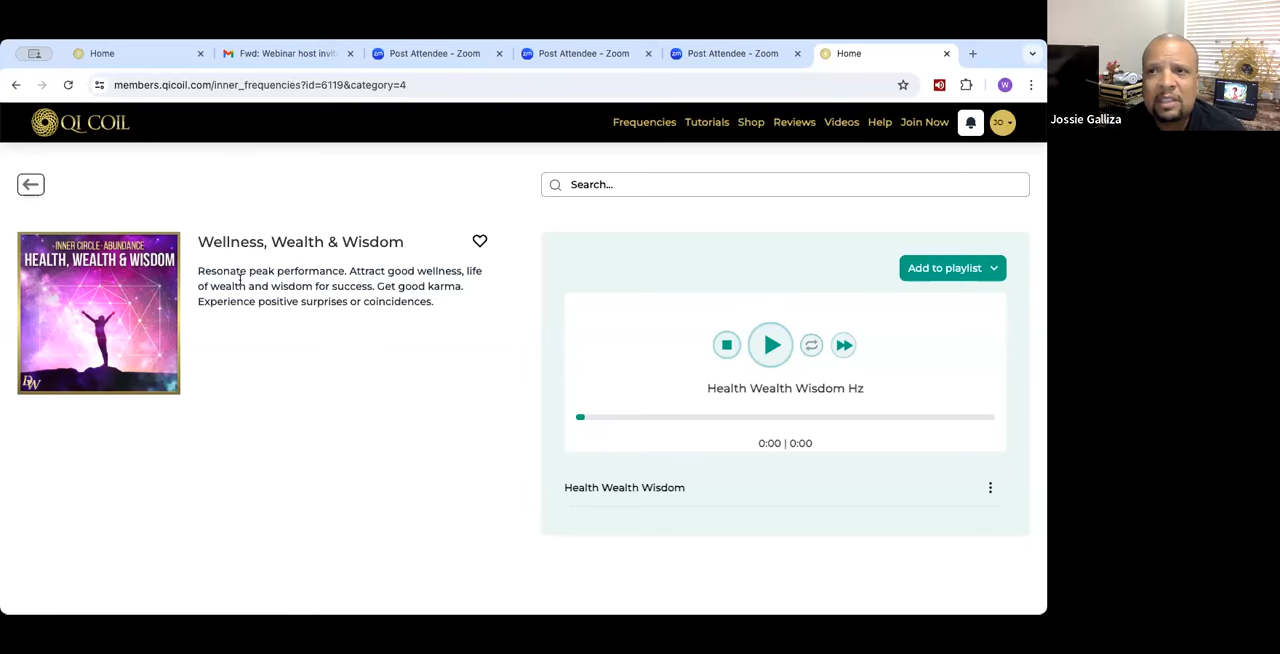 Home
Fwd: Webinar host invit
Post Attendee - Zoom
Post Attendee - Zoom
Post Attendee - Zoom
Home
members.qicoil.com/inner_frequencies?id=6119&category=4
W
QI COIL
Frequencies Tutorials Shop Reviews Videos Help Join Now
JO
Jossie Galliza
Search...
INNER CIRCLE-ABUNDANCE
HEALTH, WEALTH & WISDOM
DW
Wellness, Wealth & Wisdom
Resonate peak performance. Attract good wellness, life
of wealth and wisdom for success. Get good karma.
Experience positive surprises or coincidences.
Add to playlist
Health Wealth Wisdom Hz
0:00 | 0:00
Health Wealth Wisdom